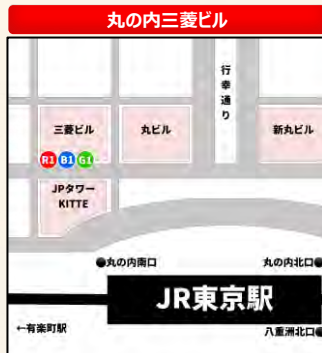 丸の内三菱ビル
行幸通り
三菱ビル
丸ビル
新丸ビル
R1 B1 G1
JPタワー
KITTE
●丸の内南口
丸の内北口●
JR東京駅
←有楽町駅
八重洲北口●